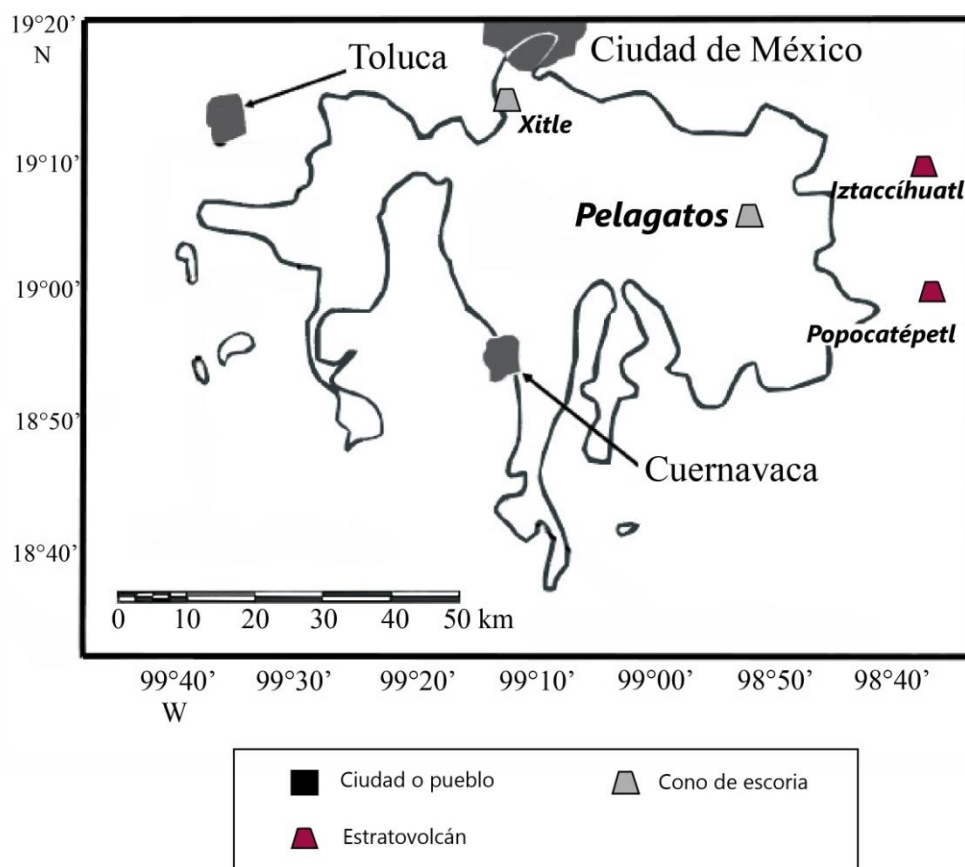 19°20’
N
Toluca
Ciudad de México
Xitle
19°10’
Iztaccíhuatl
Pelagatos
19°00’
Popocatépetl
18°50’
Cuernavaca
18°40’
0 10 20 30 40 50 km
99°40’ 99°30’ 99°20’ 99°10’ 99°00’ 98°50’ 98°40’
W
Ciudad o pueblo
Cono de escoria
Estratovolcán